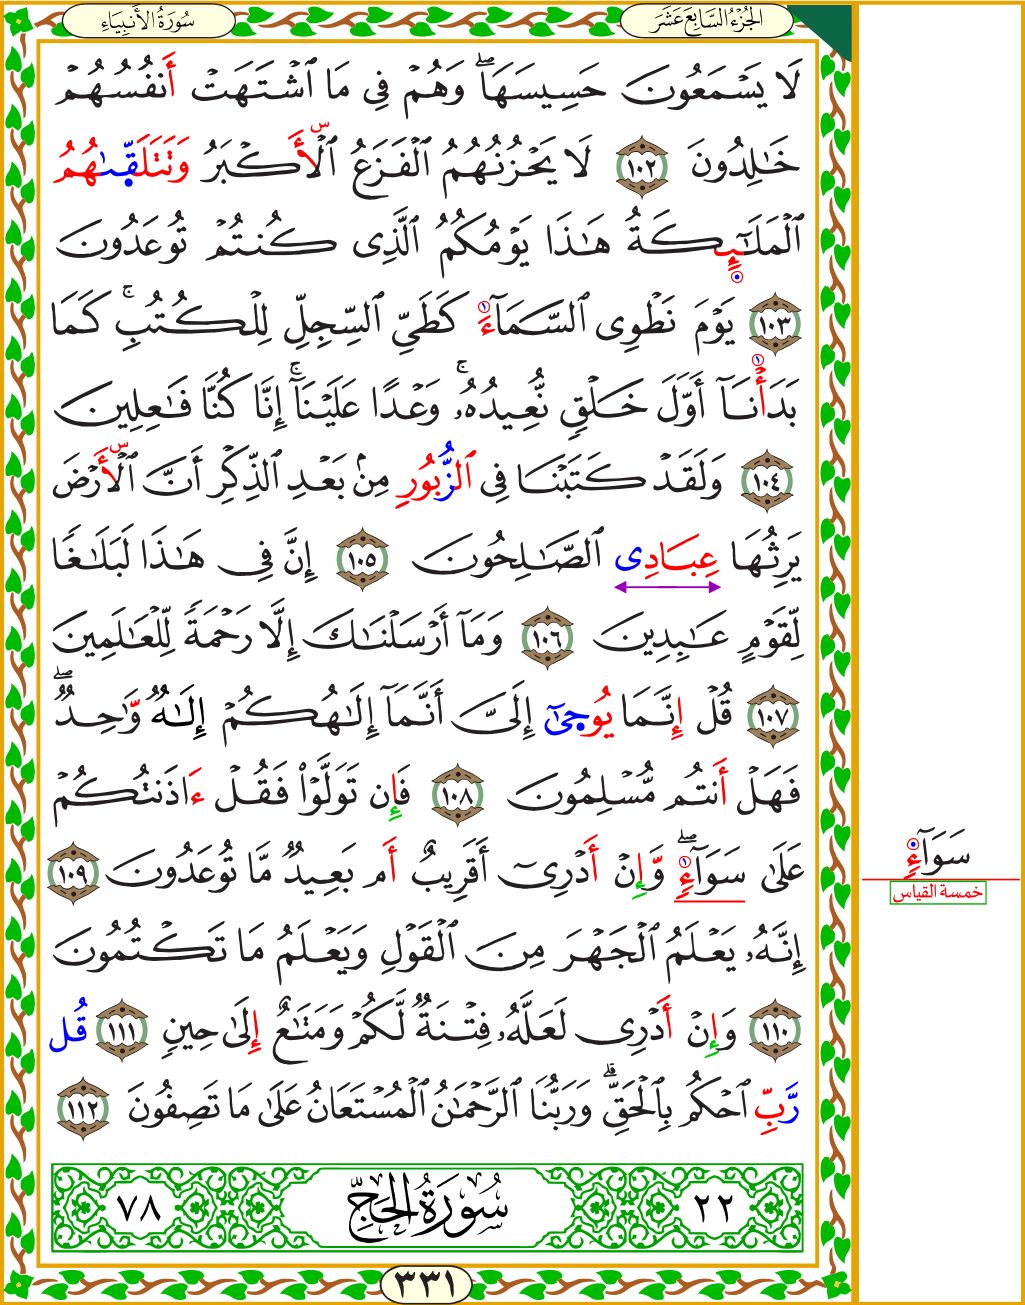 الجُزْءُ السَّابِعَ عَشَرَ
سُورَةُ الأَنبِيَاءِ
لَا يَسْمَعُونَ حَسِيسَهَا ۖ وَهُمْ فِي مَا ٱشْتَهَتْ أَنفُسُهُمْ
خَٰلِدُونَ ١٠٢ لَا يَحْزُنُهُمُ ٱلْفَزَعُ ٱلْأَكْبَرُ وَتَتَلَقَّىٰهُمُ
ٱلْمَلَٰٓئِكَةُ هَٰذَا يَوْمُكُمُ ٱلَّذِى كُنتُمْ تُوعَدُونَ
١٠٣ يَوْمَ نَطْوِى ٱلسَّمَآءَ كَطَيِّ ٱلسِّجِلِّ لِلْكُتُبِ ۚ كَمَا
بَدَأْنَآ أَوَّلَ خَلْقٍ نُّعِيدُهُۥ ۚ وَعْدًا عَلَيْنَآ ۚ إِنَّا كُنَّا فَٰعِلِينَ
١٠٤ وَلَقَدْ كَتَبْنَا فِى ٱلزُّبُورِ مِنۢ بَعْدِ ٱلذِّكْرِ أَنَّ ٱلْأَرْضَ
يَرِثُهَا عِبَادِى ٱلصَّٰلِحُونَ ١٠٥ إِنَّ فِى هَٰذَا لَبَلَٰغًا
لِّقَوْمٍ عَٰبِدِينَ ١٠٦ وَمَآ أَرْسَلْنَٰكَ إِلَّا رَحْمَةً لِّلْعَٰلَمِينَ
١٠٧ قُلْ إِنَّمَا يُوحَىٰٓ إِلَىَّ أَنَّمَآ إِلَٰهُكُمْ إِلَٰهٌ وَٰحِدٌ ۖ
فَهَلْ أَنتُم مُّسْلِمُونَ ١٠٨ فَإِن تَوَلَّوْا۟ فَقُلْ ءَاذَنتُكُمْ
عَلَىٰ سَوَآءٍ ۖ وَإِنْ أَدْرِىٓ أَقَرِيبٌ أَم بَعِيدٌ مَّا تُوعَدُونَ ١٠٩
إِنَّهُۥ يَعْلَمُ ٱلْجَهْرَ مِنَ ٱلْقَوْلِ وَيَعْلَمُ مَا تَكْتُمُونَ
١١٠ وَإِنْ أَدْرِى لَعَلَّهُۥ فِتْنَةٌ لَّكُمْ وَمَتَٰعٌ إِلَىٰ حِينٍ ١١١ قُل
رَّبِّ ٱحْكُم بِٱلْحَقِّ ۗ وَرَبُّنَا ٱلرَّحْمَٰنُ ٱلْمُسْتَعَانُ عَلَىٰ مَا تَصِفُونَ ١١٢
٢٢ سُورَةُ الحَجِّ ٧٨
٣٣١
سَوَآءٍ
خمسة القياس